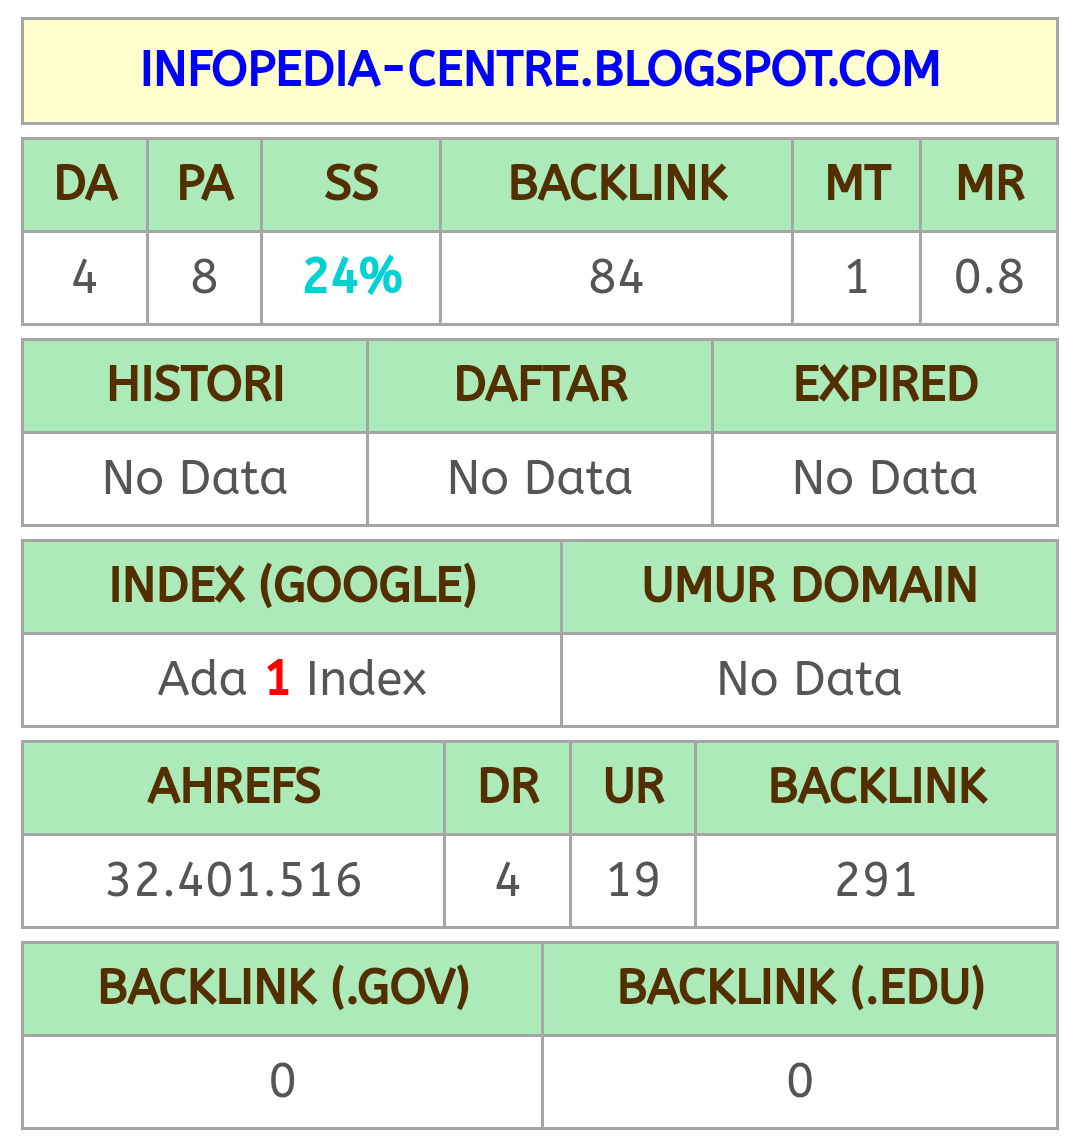 INFOPEDIA-CENTRE.BLOGSPOT.COM
DA PA SS BACKLINK MT MR
4 8 24% 84 1 0.8
HISTORI DAFTAR EXPIRED
No Data No Data No Data
INDEX (GOOGLE) UMUR DOMAIN
Ada 1 Index No Data
AHREFS DR UR BACKLINK
32.401.516 4 19 291
BACKLINK (.GOV) BACKLINK (.EDU)
0 0